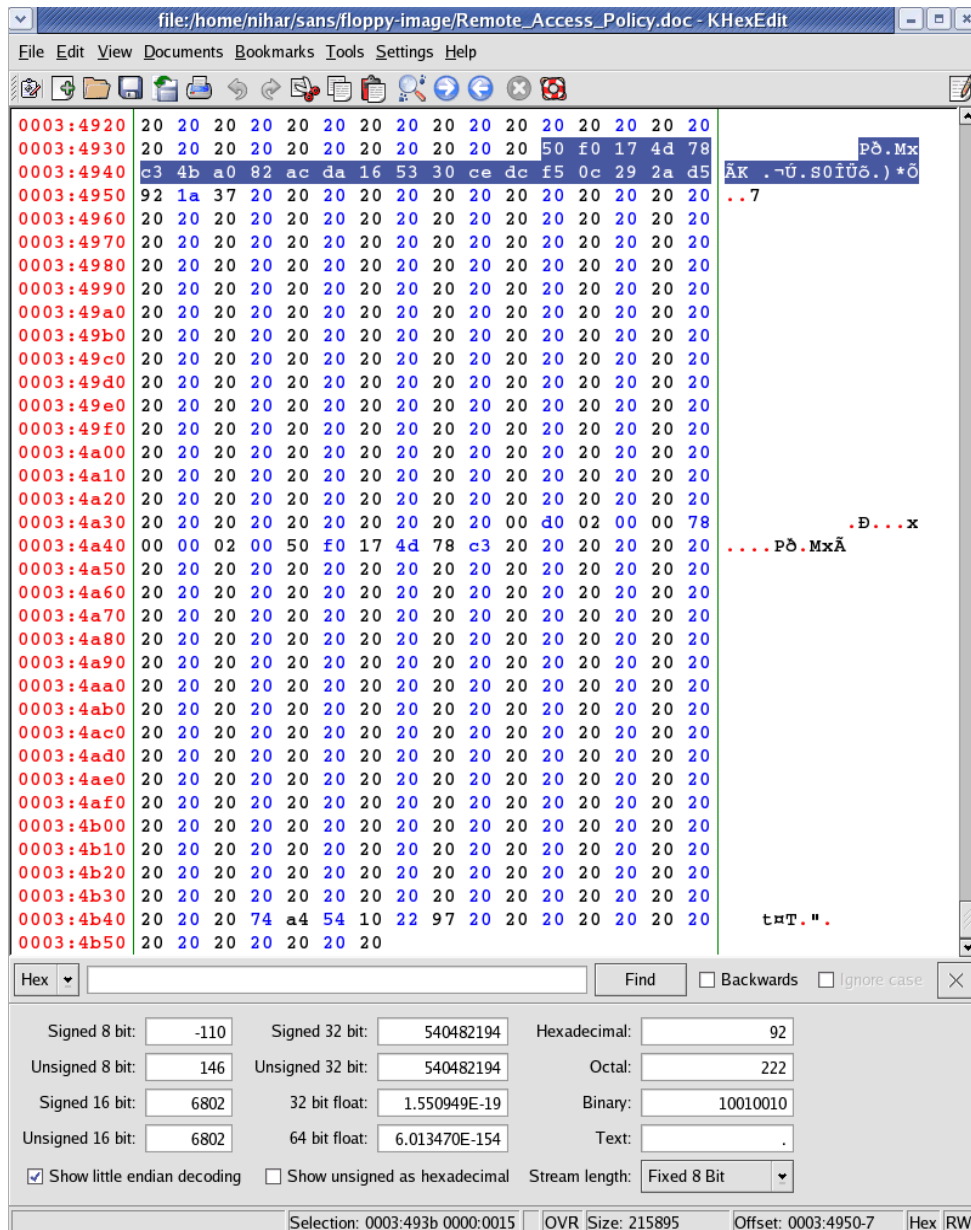 file:/home/nihar/sans/floppy-image/Remote_Access_Policy.doc - KHexEdit
File Edit View Documents Bookmarks Tools Settings Help
0003:4920 20 20 20 20 20 20 20 20 20 20 20 20 20 20 20 20
0003:4930 20 20 20 20 20 20 20 20 20 20 20 50 f0 17 4d 78 Pð.Mx
0003:4940 c3 4b a0 82 ac da 16 53 30 ce dc f5 0c 29 2a d5 ÃK .¬Ú.S0ÎÜõ.)*Õ
0003:4950 92 1a 37 20 20 20 20 20 20 20 20 20 20 20 20 20 ..7
0003:4960 20 20 20 20 20 20 20 20 20 20 20 20 20 20 20 20
0003:4970 20 20 20 20 20 20 20 20 20 20 20 20 20 20 20 20
0003:4980 20 20 20 20 20 20 20 20 20 20 20 20 20 20 20 20
0003:4990 20 20 20 20 20 20 20 20 20 20 20 20 20 20 20 20
0003:49a0 20 20 20 20 20 20 20 20 20 20 20 20 20 20 20 20
0003:49b0 20 20 20 20 20 20 20 20 20 20 20 20 20 20 20 20
0003:49c0 20 20 20 20 20 20 20 20 20 20 20 20 20 20 20 20
0003:49d0 20 20 20 20 20 20 20 20 20 20 20 20 20 20 20 20
0003:49e0 20 20 20 20 20 20 20 20 20 20 20 20 20 20 20 20
0003:49f0 20 20 20 20 20 20 20 20 20 20 20 20 20 20 20 20
0003:4a00 20 20 20 20 20 20 20 20 20 20 20 20 20 20 20 20
0003:4a10 20 20 20 20 20 20 20 20 20 20 20 20 20 20 20 20
0003:4a20 20 20 20 20 20 20 20 20 20 20 20 20 20 20 20 20
0003:4a30 20 20 20 20 20 20 20 20 20 20 00 d0 02 00 00 78 .Ð...x
0003:4a40 00 00 02 00 50 f0 17 4d 78 c3 20 20 20 20 20 20 ....Pð.MxÃ
0003:4a50 20 20 20 20 20 20 20 20 20 20 20 20 20 20 20 20
0003:4a60 20 20 20 20 20 20 20 20 20 20 20 20 20 20 20 20
0003:4a70 20 20 20 20 20 20 20 20 20 20 20 20 20 20 20 20
0003:4a80 20 20 20 20 20 20 20 20 20 20 20 20 20 20 20 20
0003:4a90 20 20 20 20 20 20 20 20 20 20 20 20 20 20 20 20
0003:4aa0 20 20 20 20 20 20 20 20 20 20 20 20 20 20 20 20
0003:4ab0 20 20 20 20 20 20 20 20 20 20 20 20 20 20 20 20
0003:4ac0 20 20 20 20 20 20 20 20 20 20 20 20 20 20 20 20
0003:4ad0 20 20 20 20 20 20 20 20 20 20 20 20 20 20 20 20
0003:4ae0 20 20 20 20 20 20 20 20 20 20 20 20 20 20 20 20
0003:4af0 20 20 20 20 20 20 20 20 20 20 20 20 20 20 20 20
0003:4b00 20 20 20 20 20 20 20 20 20 20 20 20 20 20 20 20
0003:4b10 20 20 20 20 20 20 20 20 20 20 20 20 20 20 20 20
0003:4b20 20 20 20 20 20 20 20 20 20 20 20 20 20 20 20 20
0003:4b30 20 20 20 20 20 20 20 20 20 20 20 20 20 20 20 20
0003:4b40 20 20 20 74 a4 54 10 22 97 20 20 20 20 20 20 20 t¤T.".
0003:4b50 20 20 20 20 20 20 20
Hex Find Backwards Ignore case
Signed 8 bit: -110 Signed 32 bit: 540482194 Hexadecimal: 92
Unsigned 8 bit: 146 Unsigned 32 bit: 540482194 Octal: 222
Signed 16 bit: 6802 32 bit float: 1.550949E-19 Binary: 10010010
Unsigned 16 bit: 6802 64 bit float: 6.013470E-154 Text: .
Show little endian decoding Show unsigned as hexadecimal Stream length: Fixed 8 Bit
Selection: 0003:493b 0000:0015 OVR Size: 215895 Offset: 0003:4950-7 Hex RW